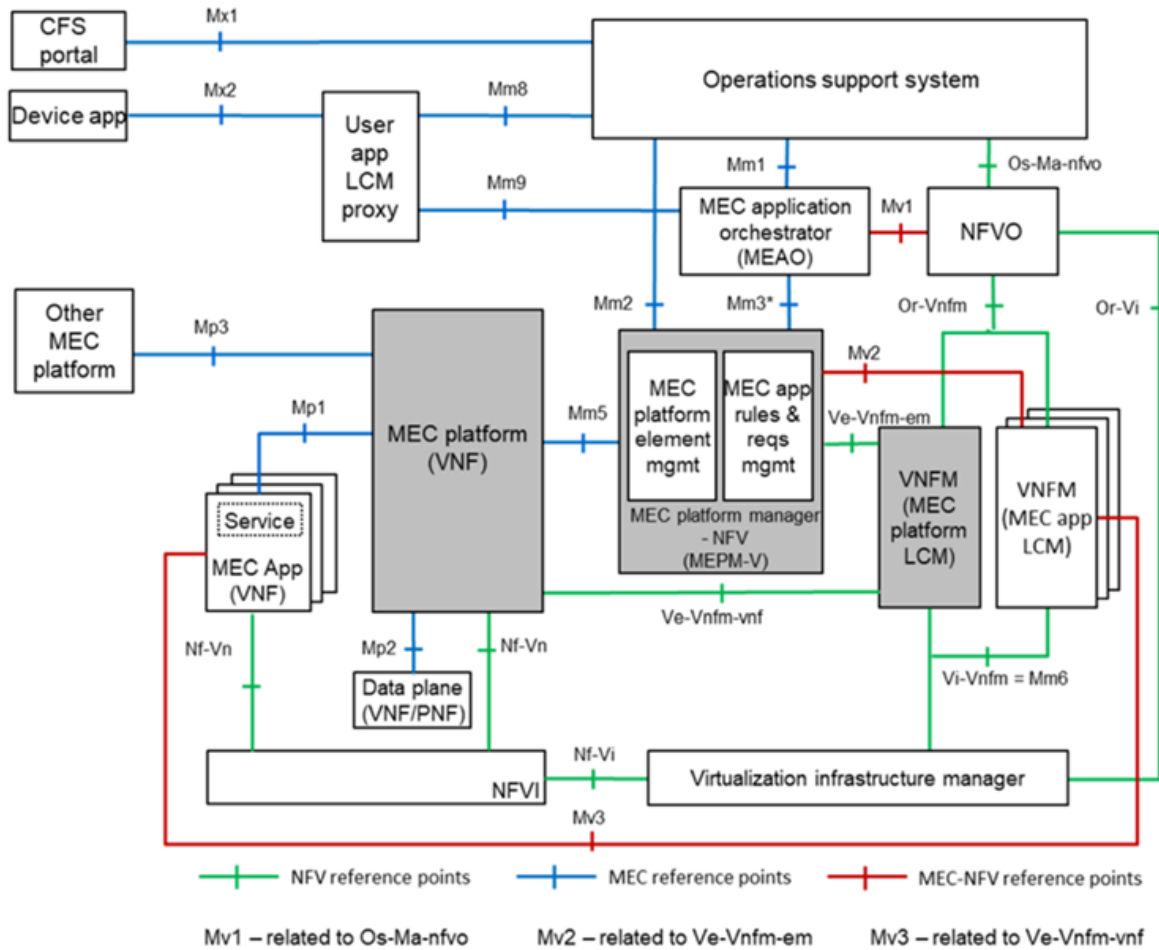 CFS
portal
Mx1
Operations support system
Device app
Mx2
User
app
LCM
proxy
Mm8
Mm9
Mm1
Os-Ma-nfvo
MEC application
orchestrator
(MEAO)
Mv1
NFVO
Other
MEC
platform
Mp3
Mm2
Mm3*
Or-Vnfm
Or-Vi
MEC platform
(VNF)
Mp1
Mm5
MEC
platform
element
mgmt
MEC app
rules &
reqs
mgmt
MEC platform manager
- NFV
(MEPM-V)
Mv2
Ve-Vnfm-em
VNFM
(MEC
platform
LCM)
VNFM
(MEC app
LCM)
Service
MEC App
(VNF)
Ve-Vnfm-vnf
Nf-Vn
Mp2
Nf-Vn
Data plane
(VNF/PNF)
Vi-Vnfm = Mm6
NFVI
Nf-Vi
Virtualization infrastructure manager
Mv3
NFV reference points
MEC reference points
MEC-NFV reference points
Mv1 – related to Os-Ma-nfvo
Mv2 – related to Ve-Vnfm-em
Mv3 – related to Ve-Vnfm-vnf